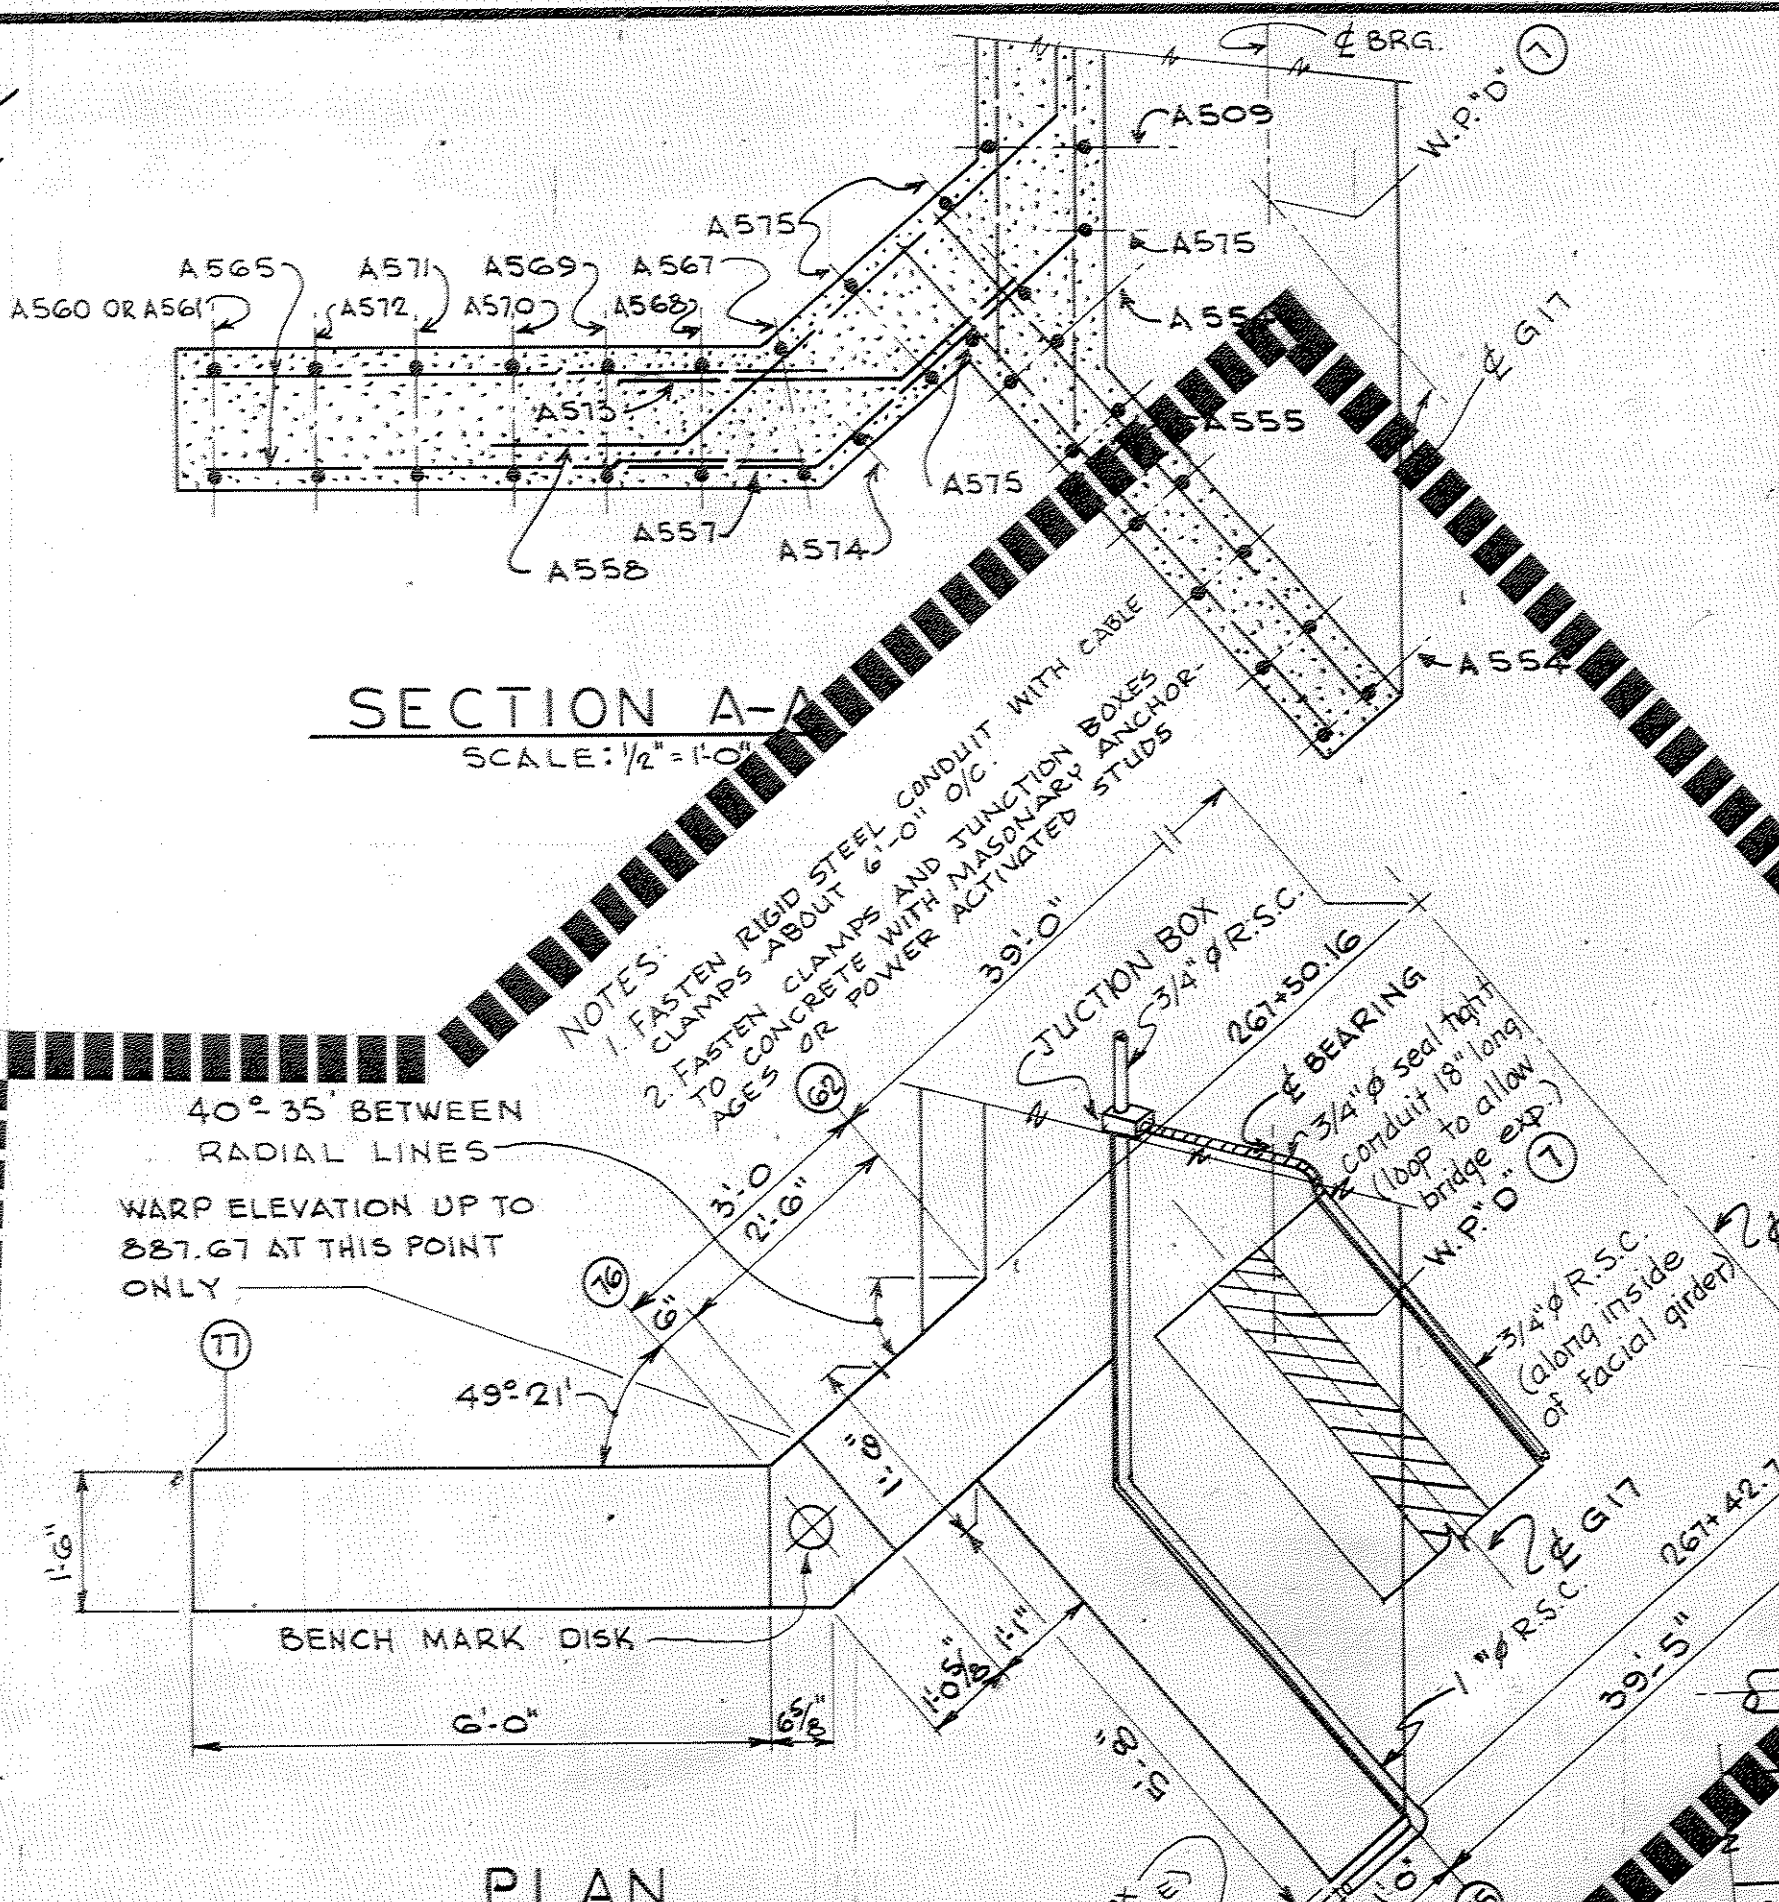 ₵ BRG.
7
W.P. "D"
A509
A575
A575
A565
A571
A569
A567
A560 OR A561
A572
A570
A568
₵ G17
A573
A555
A575
A557
A574
A558
A554
SECTION A-A
SCALE: 1/2" = 1'-0"
NOTES:
1. FASTEN RIGID STEEL CONDUIT WITH CABLE
CLAMPS ABOUT 6'-0" O/C.
2. FASTEN CLAMPS AND JUNCTION BOXES
TO CONCRETE WITH MASONARY ANCHOR-
AGES OR POWER ACTIVATED STUDS
39'-0"
JUCTION BOX
3/4" ø R.S.C.
267+50.16
₵ BEARING
3/4" ø seal tight
conduit 18" long
(loop to allow
bridge exp.)
W.P. "D"
7
62
40°-35' BETWEEN
RADIAL LINES
WARP ELEVATION UP TO
887.67 AT THIS POINT
ONLY
3'-0
2'-6"
76
6"
77
49°-21'
3/4" ø R.S.C.
(along inside
of facial girder)
₵ G17
267+42.7
1'-6"
1'-6"
BENCH MARK DISK
1'-0 5/8"
1'-1"
1" ø R.S.C.
39'-5"
6'-0"
6 5/8"
5'-8"
PLAN